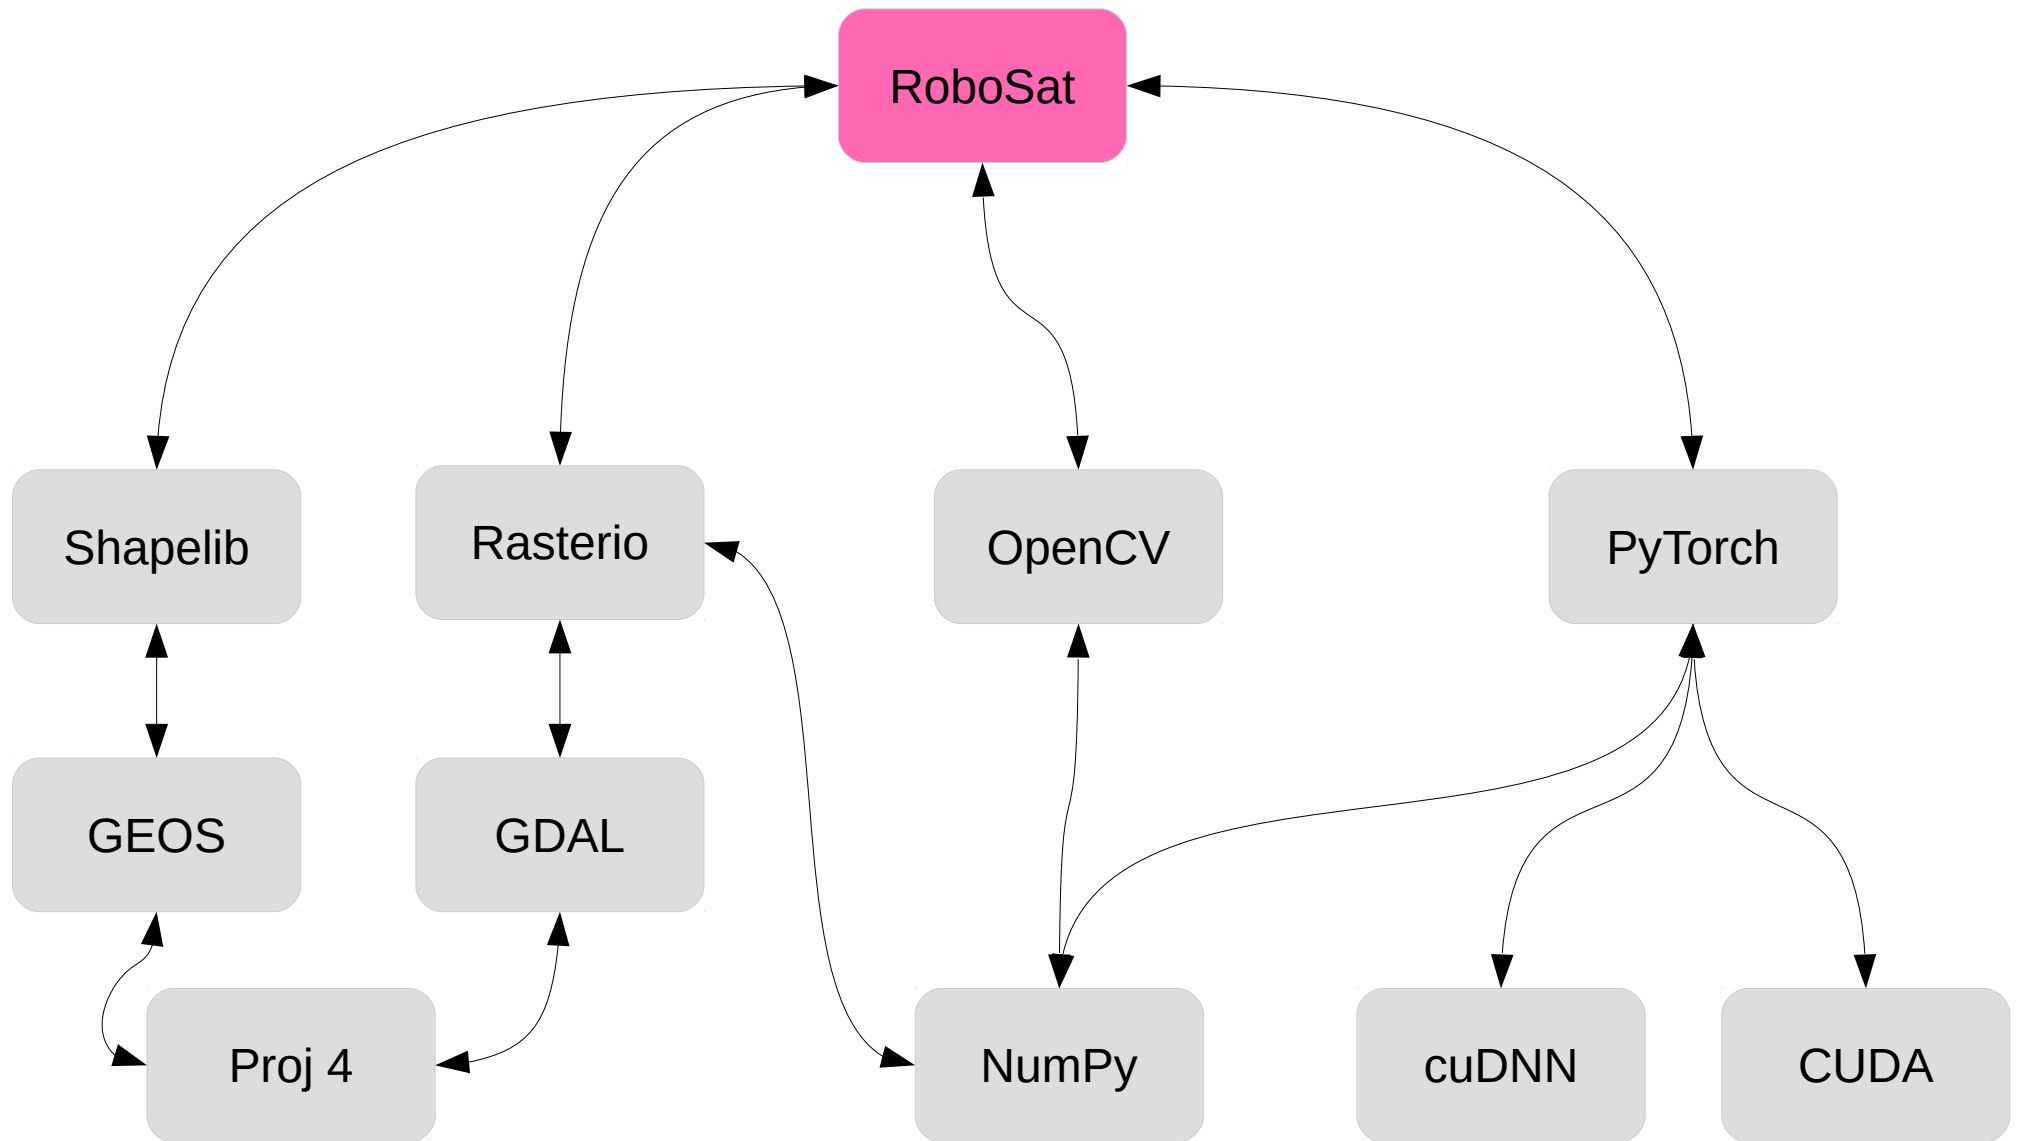 RoboSat
Shapelib
Rasterio
OpenCV
PyTorch
GEOS
GDAL
Proj 4
NumPy
cuDNN
CUDA